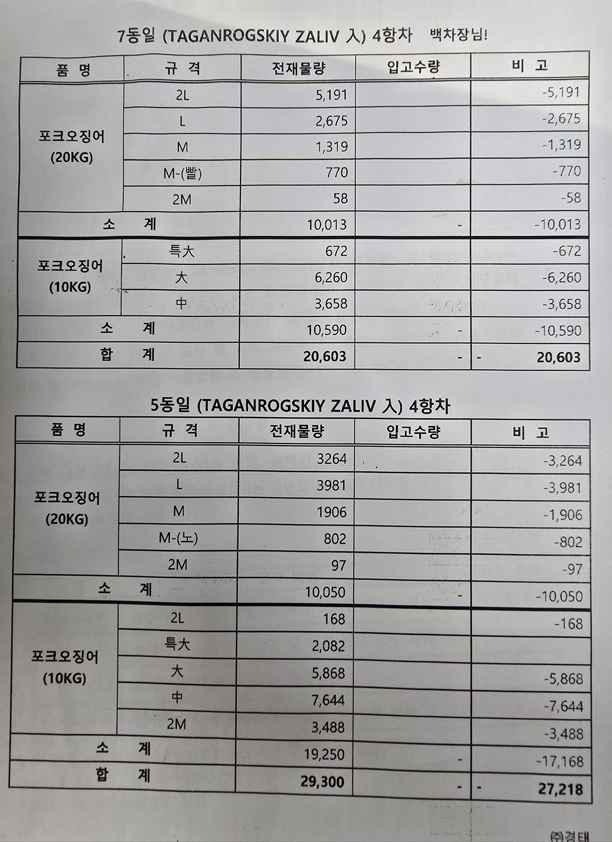 7동일 (TAGANROGSKIY ZALIV 入) 4항차 백차장님!
품 명 규 격 전재물량 입고수량 비 고
포크오징어 (20KG)
2L 5,191 -5,191
L 2,675 -2,675
M 1,319 -1,319
M-(빨) 770 -770
2M 58 -58
소 계 10,013 - -10,013
포크오징어 (10KG)
특大 672 -672
大 6,260 -6,260
中 3,658 -3,658
소 계 10,590 - -10,590
합 계 20,603 - - 20,603
5동일 (TAGANROGSKIY ZALIV 入) 4항차
품 명 규 격 전재물량 입고수량 비 고
포크오징어 (20KG)
2L 3264 -3,264
L 3981 -3,981
M 1906 -1,906
M-(노) 802 -802
2M 97 -97
소 계 10,050 - -10,050
포크오징어 (10KG)
2L 168 -168
특大 2,082
大 5,868 -5,868
中 7,644 -7,644
2M 3,488 -3,488
소 계 19,250 - -17,168
합 계 29,300 - - 27,218
㈜경태